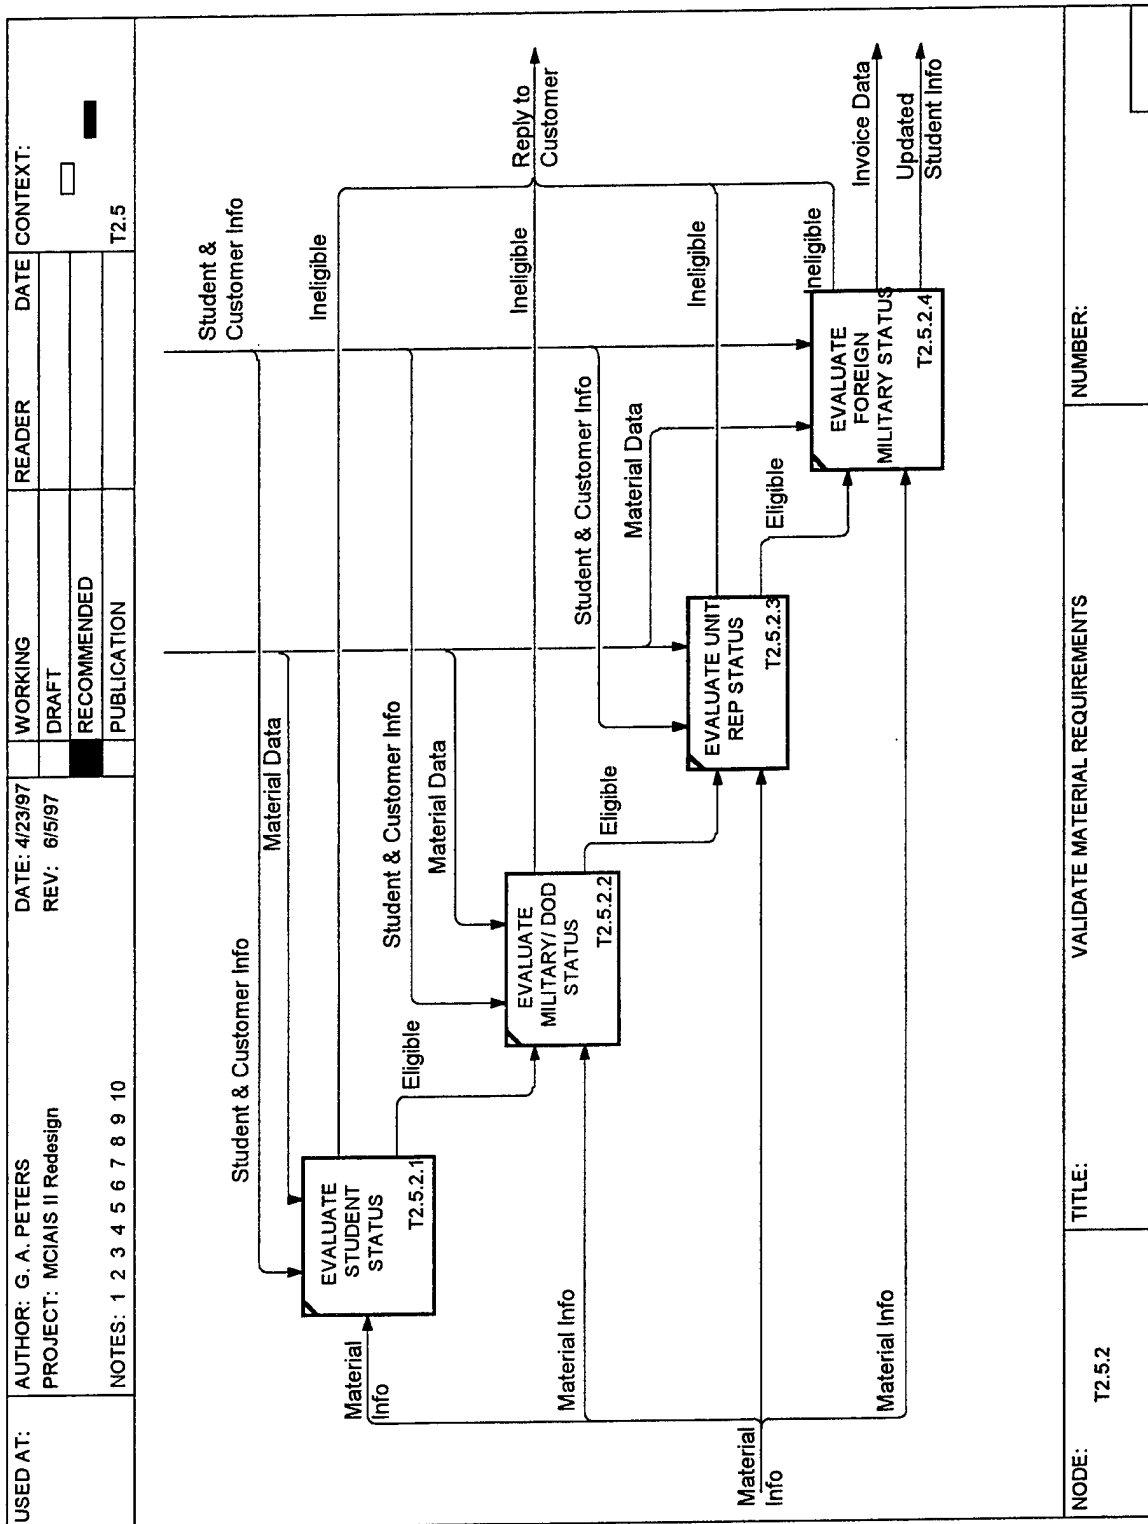 USED AT:
AUTHOR: G. A. PETERS
PROJECT: MCIAIS II Redesign
NOTES: 1 2 3 4 5 6 7 8 9 10
DATE: 4/23/97
REV: 6/5/97
WORKING
DRAFT
RECOMMENDED
PUBLICATION
READER
DATE
CONTEXT:
T2.5
Student &
Customer Info
Student & Customer Info
Material Data
Ineligible
EVALUATE
STUDENT
STATUS
T2.5.2.1
Material
Info
Eligible
Student & Customer Info
Material Data
Ineligible
Reply to
Customer
EVALUATE
MILITARY/ DOD
STATUS
T2.5.2.2
Material Info
Eligible
Student & Customer Info
Material Data
Ineligible
EVALUATE UNIT
REP STATUS
T2.5.2.3
Material
Info
Eligible
neligible
EVALUATE
FOREIGN
MILITARY STATUS
T2.5.2.4
Invoice Data
Updated
Student Info
Material Info
NODE:
T2.5.2
TITLE:
VALIDATE MATERIAL REQUIREMENTS
NUMBER: